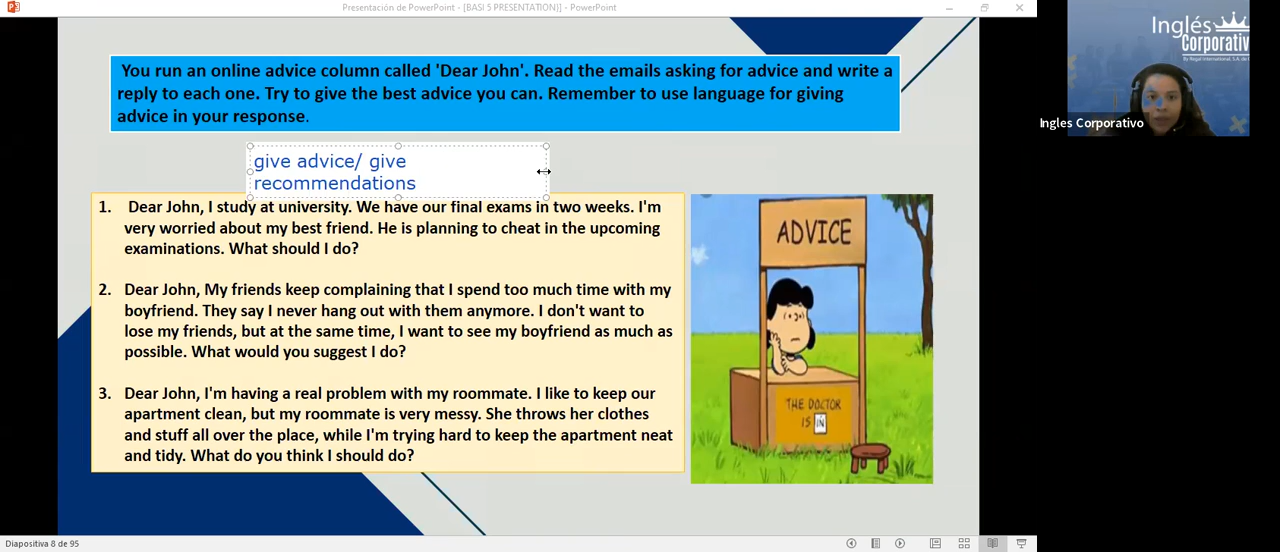 Presentación de PowerPoint - [BASI 5 PRESENTATION] - PowerPoint
You run an online advice column called 'Dear John'. Read the emails asking for advice and write a
reply to each one. Try to give the best advice you can. Remember to use language for giving
advice in your response.
give advice/ give
recommendations
1. Dear John, I study at university. We have our final exams in two weeks. I'm
very worried about my best friend. He is planning to cheat in the upcoming
examinations. What should I do?
2. Dear John, My friends keep complaining that I spend too much time with my
boyfriend. They say I never hang out with them anymore. I don't want to
lose my friends, but at the same time, I want to see my boyfriend as much as
possible. What would you suggest I do?
3. Dear John, I'm having a real problem with my roommate. I like to keep our
apartment clean, but my roommate is very messy. She throws her clothes
and stuff all over the place, while I'm trying hard to keep the apartment neat
and tidy. What do you think I should do?
ADVICE
THE DOCTOR
IS IN
Inglés
Corporativ
By Regal International, S.A. de
Ingles Corporativo
Diapositiva 8 de 95